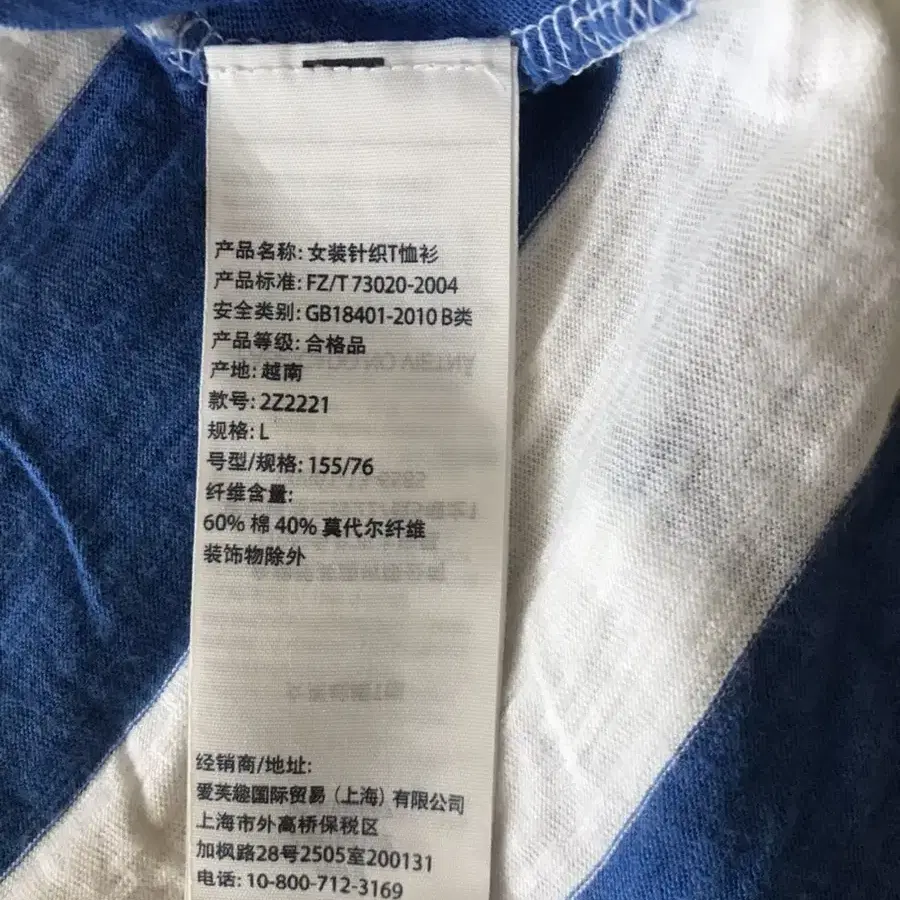 产品名称: 女装针织T恤衫
产品标准: FZ/T 73020-2004
安全类别: GB18401-2010 B类
产品等级: 合格品
产地: 越南
款号: 2Z2221
规格: L
号型/规格: 155/76
纤维含量:
60% 棉 40% 莫代尔纤维
装饰物除外
经销商/地址:
爱芙趣国际贸易 (上海) 有限公司
上海市外高桥保税区
加枫路28号2505室200131
电话: 10-800-712-3169